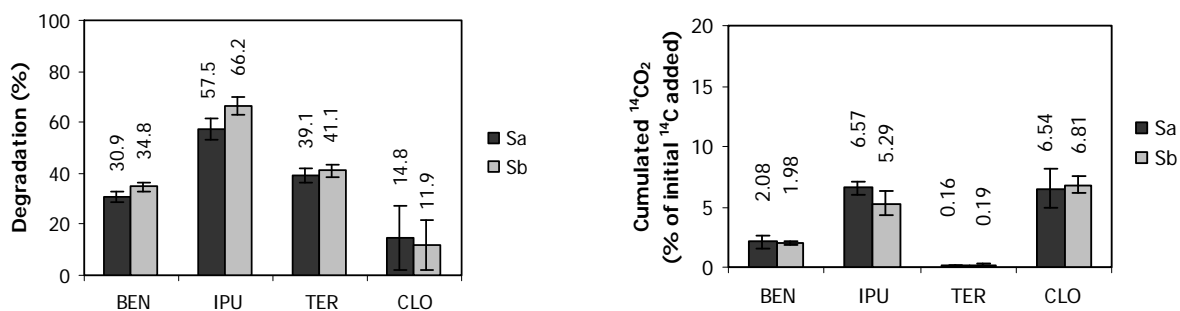 Degradation (%)
100
80
60
40
20
0
30.9
34.8
57.5
66.2
39.1
41.1
14.8
11.9
BEN
IPU
TER
CLO
Sa
Sb
Cumulated ¹⁴CO₂
(% of initial ¹⁴C added)
20
15
10
5
0
2.08
1.98
6.57
5.29
0.16
0.19
6.54
6.81
BEN
IPU
TER
CLO
Sa
Sb